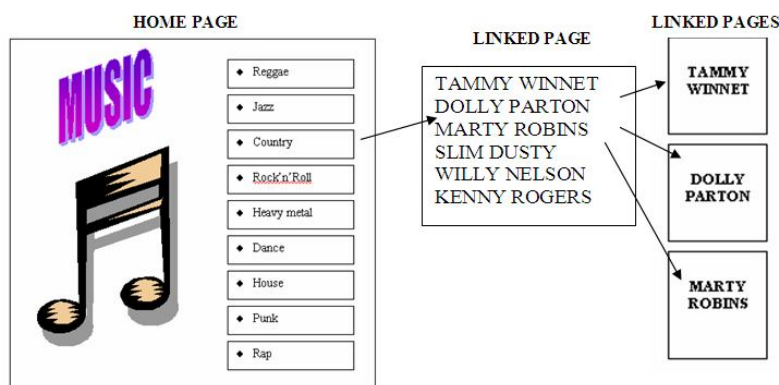 HOME PAGE
MUSIC
Reggae
Jazz
Country
Rock'n'Roll
Heavy metal
Dance
House
Punk
Rap
LINKED PAGE
TAMMY WINNET
DOLLY PARTON
MARTY ROBINS
SLIM DUSTY
WILLY NELSON
KENNY ROGERS
LINKED PAGES
TAMMY
WINNET
DOLLY
PARTON
MARTY
ROBINS